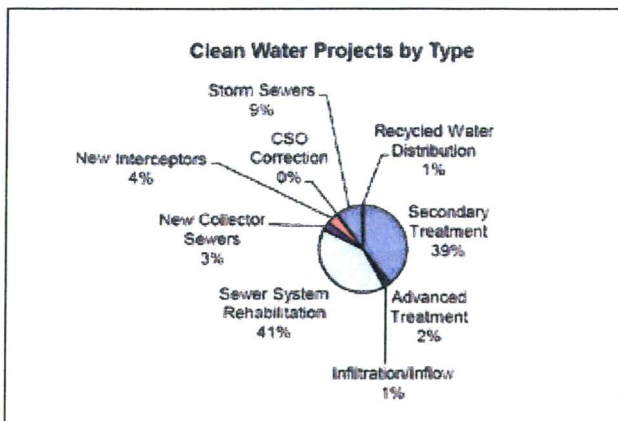 Clean Water Projects by Type
Storm Sewers
9%
CSO
Correction
0%
Recycled Water
Distribution
1%
New Interceptors
4%
New Collector
Sewers
3%
Secondary
Treatment
39%
Sewer System
Rehabilitation
41%
Advanced
Treatment
2%
Infiltration/Inflow
1%